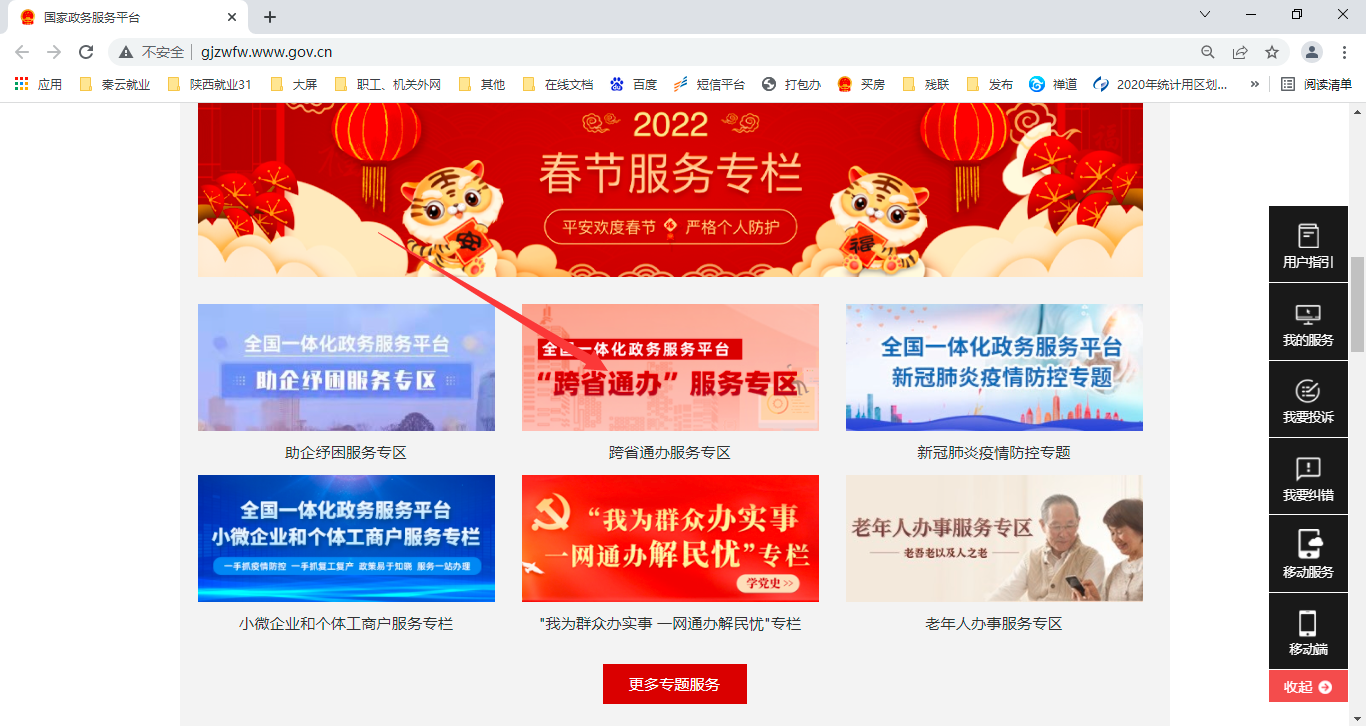 国家政务服务平台
不安全
gjzwfw.www.gov.cn
应用
秦云就业
陕西就业31
大屏
职工、机关外网
其他
在线文档
百度
短信平台
打包办
买房
残联
发布
禅道
2020年统计用区划...
»
阅读清单
2022
春节服务专栏
平安欢度春节
严格个人防护
安
福
全国一体化政务服务平台
助企纾困服务专区
全国一体化政务服务平台
“跨省通办”服务专区
全国一体化政务服务平台
新冠肺炎疫情防控专题
助企纾困服务专区
跨省通办服务专区
新冠肺炎疫情防控专题
全国一体化政务服务平台
小微企业和个体工商户服务专栏
一手抓疫情防控 一手抓复工复产 政策易于知晓 服务一站办理
“我为群众办实事
一网通办解民忧”专栏
学党史>>
老年人办事服务专区
老吾老以及人之老
小微企业和个体工商户服务专栏
"我为群众办实事 一网通办解民忧"专栏
老年人办事服务专区
更多专题服务
用户指引
我的服务
我要投诉
我要纠错
移动服务
移动端
收起